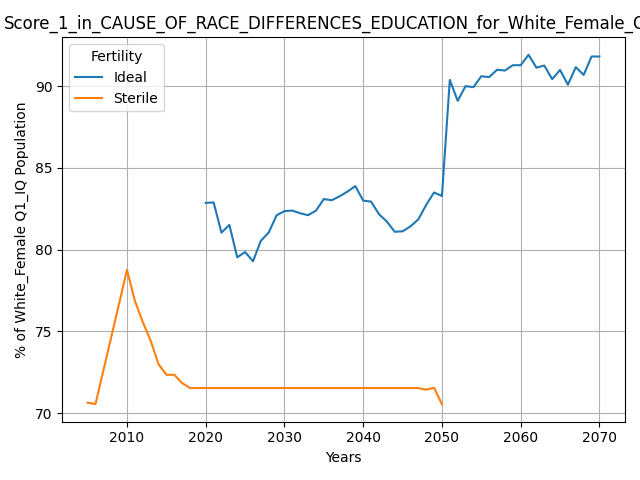 Score_1_in_CAUSE_OF_RACE_DIFFERENCES_EDUCATION_for_White_Female_
Fertility
Ideal
Sterile
% of White_Female Q1_IQ Population
90
85
80
75
70
2010 2020 2030 2040 2050 2060 2070
Years